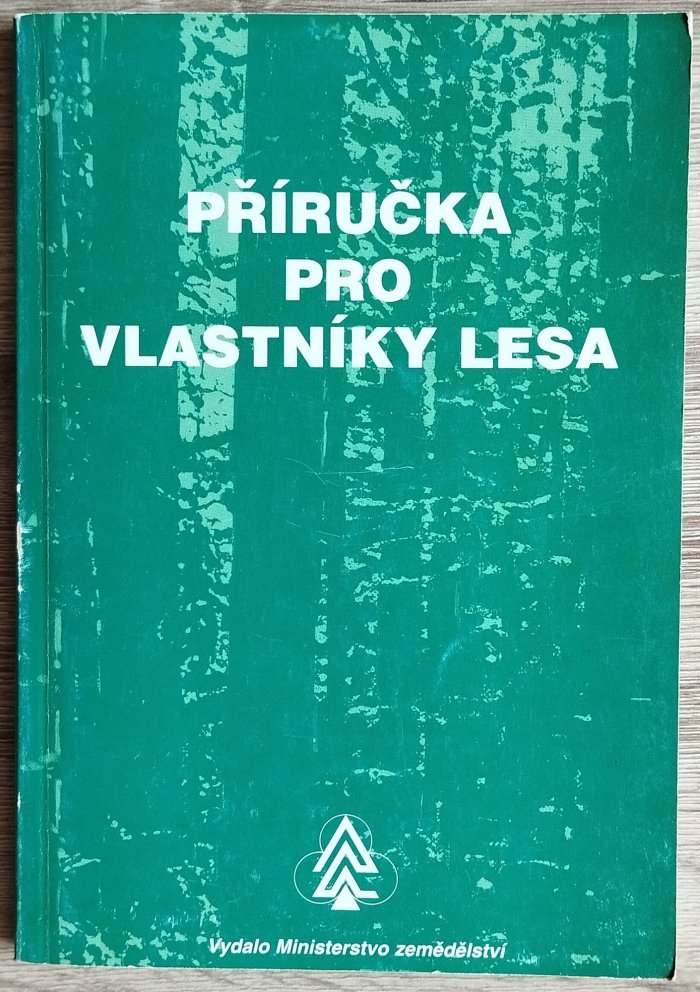 PŘÍRUČKA
PRO
VLASTNÍKY LESA
Vydalo Ministerstvo zemědělství